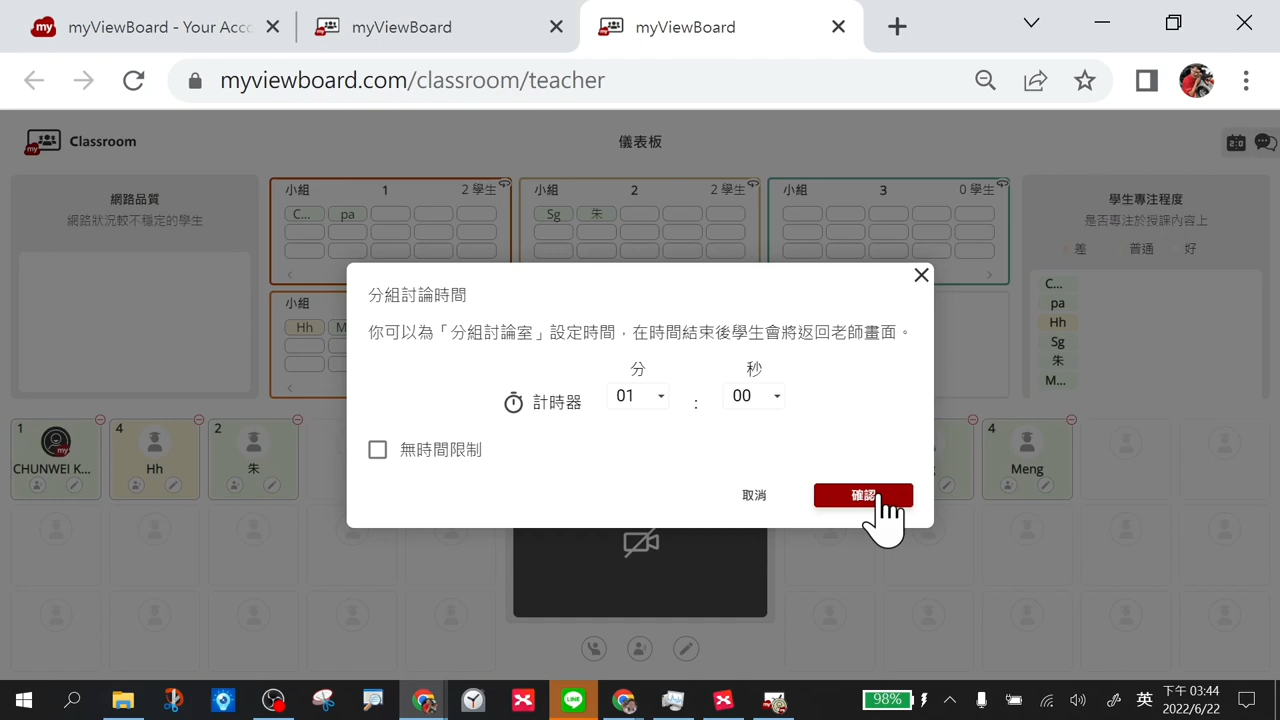 myViewBoard - Your Acc
myViewBoard
myViewBoard
myviewboard.com/classroom/teacher
my
Classroom
儀表板
2:0
網路品質
網路狀況較不穩定的學生
小組 1 2 學生
C... pa
小組 2 2 學生
Sg 朱
小組 3 0 學生
學生專注程度
是否專注於授課內容上
差 普通 好
小組
Hh M
C...
pa
Hh
Sg
朱
M...
分組討論時間
你可以為「分組討論室」設定時間，在時間結束後學生會將返回老師畫面。
分 秒
計時器 01 : 00
無時間限制
取消 確認
1
CHUNWEI K...
4
Hh
2
朱
4
Meng
98%
英
下午 03:44
2022/6/22